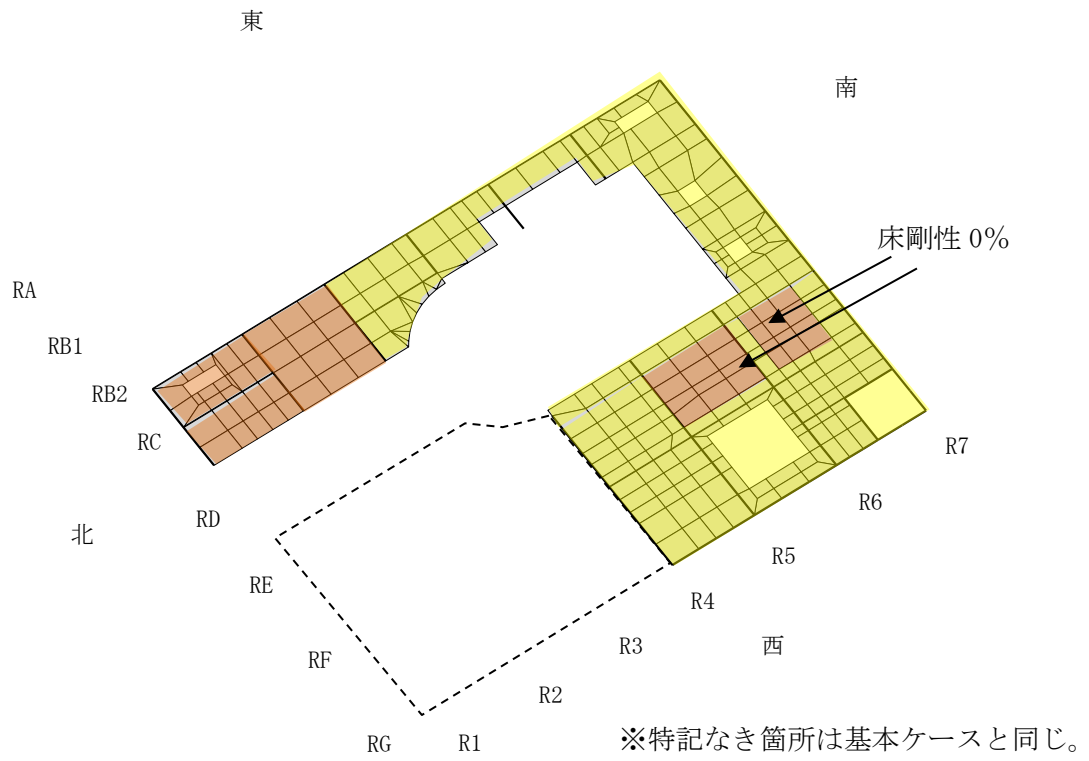 東
南
床剛性 0%
RA
RB1
RB2
RC
RD
北
RE
RF
RG
R1
R2
R3
R4
R5
R6
R7
西
※特記なき箇所は基本ケースと同じ。